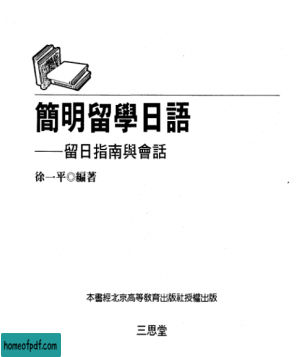 簡明留學日語
——留日指南與會話
徐一平◎編著
本書經北京高等敎育出版社授權出版
三思堂
homeofpdf.com